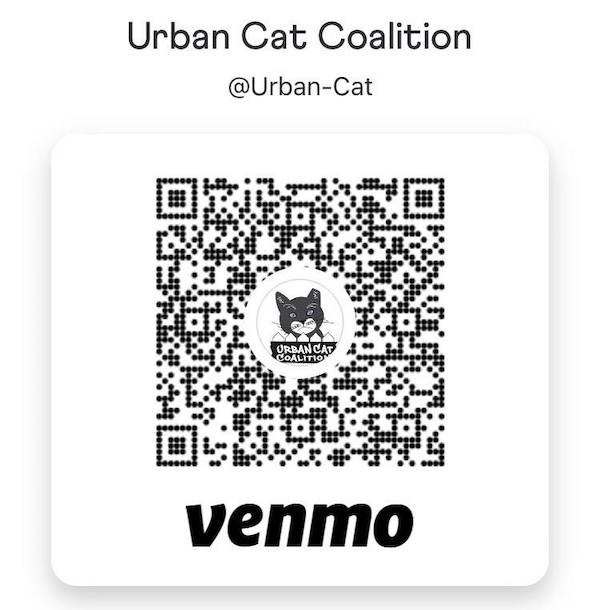 Urban Cat Coalition
@Urban-Cat
URBAN CAT
COALITION
venmo